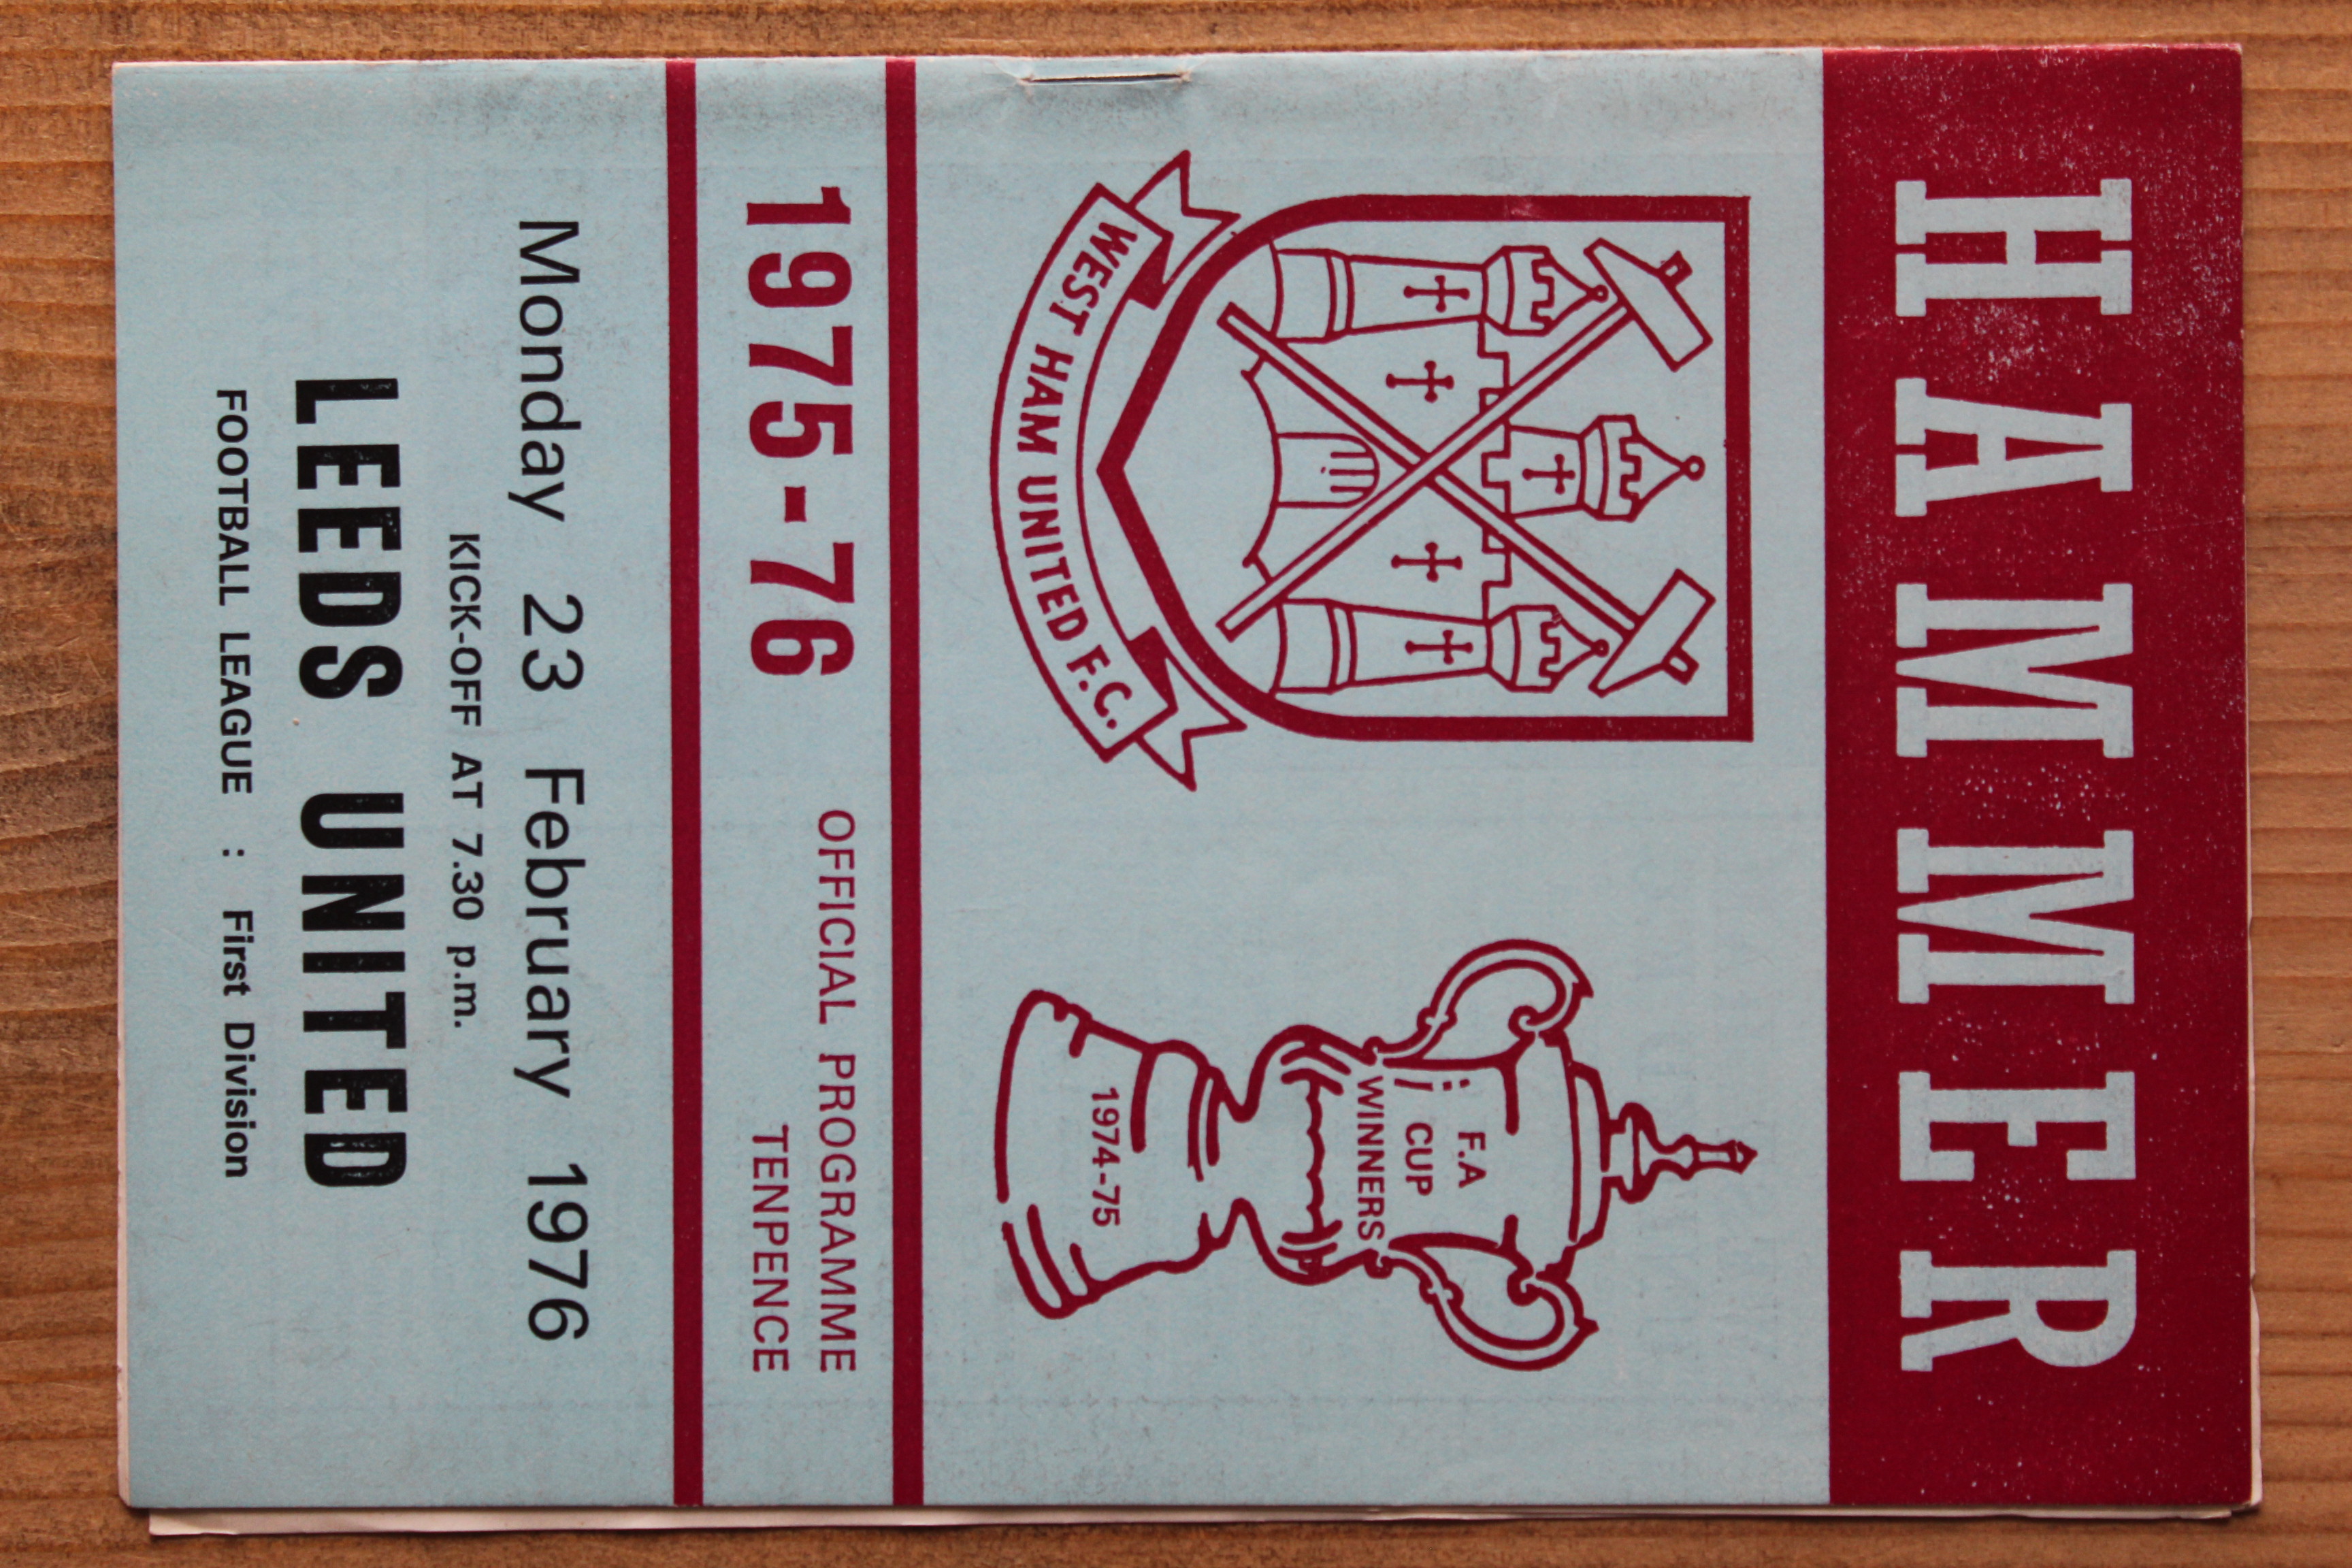 HAMMER
WEST HAM UNITED F.C.
F.A
CUP
WINNERS
1974-75
1975-76
OFFICIAL PROGRAMME
TENPENCE
Monday 23 February 1976
KICK-OFF AT 7.30 p.m.
LEEDS UNITED
FOOTBALL LEAGUE : First Division